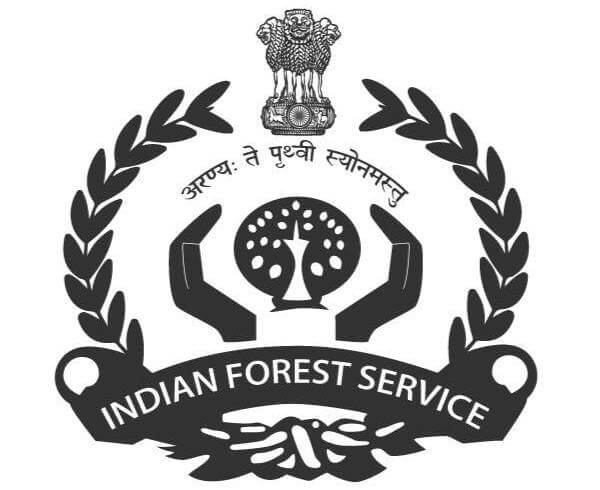 अरण्यः ते पृथ्वी स्योनमस्तु
INDIAN FOREST SERVICE